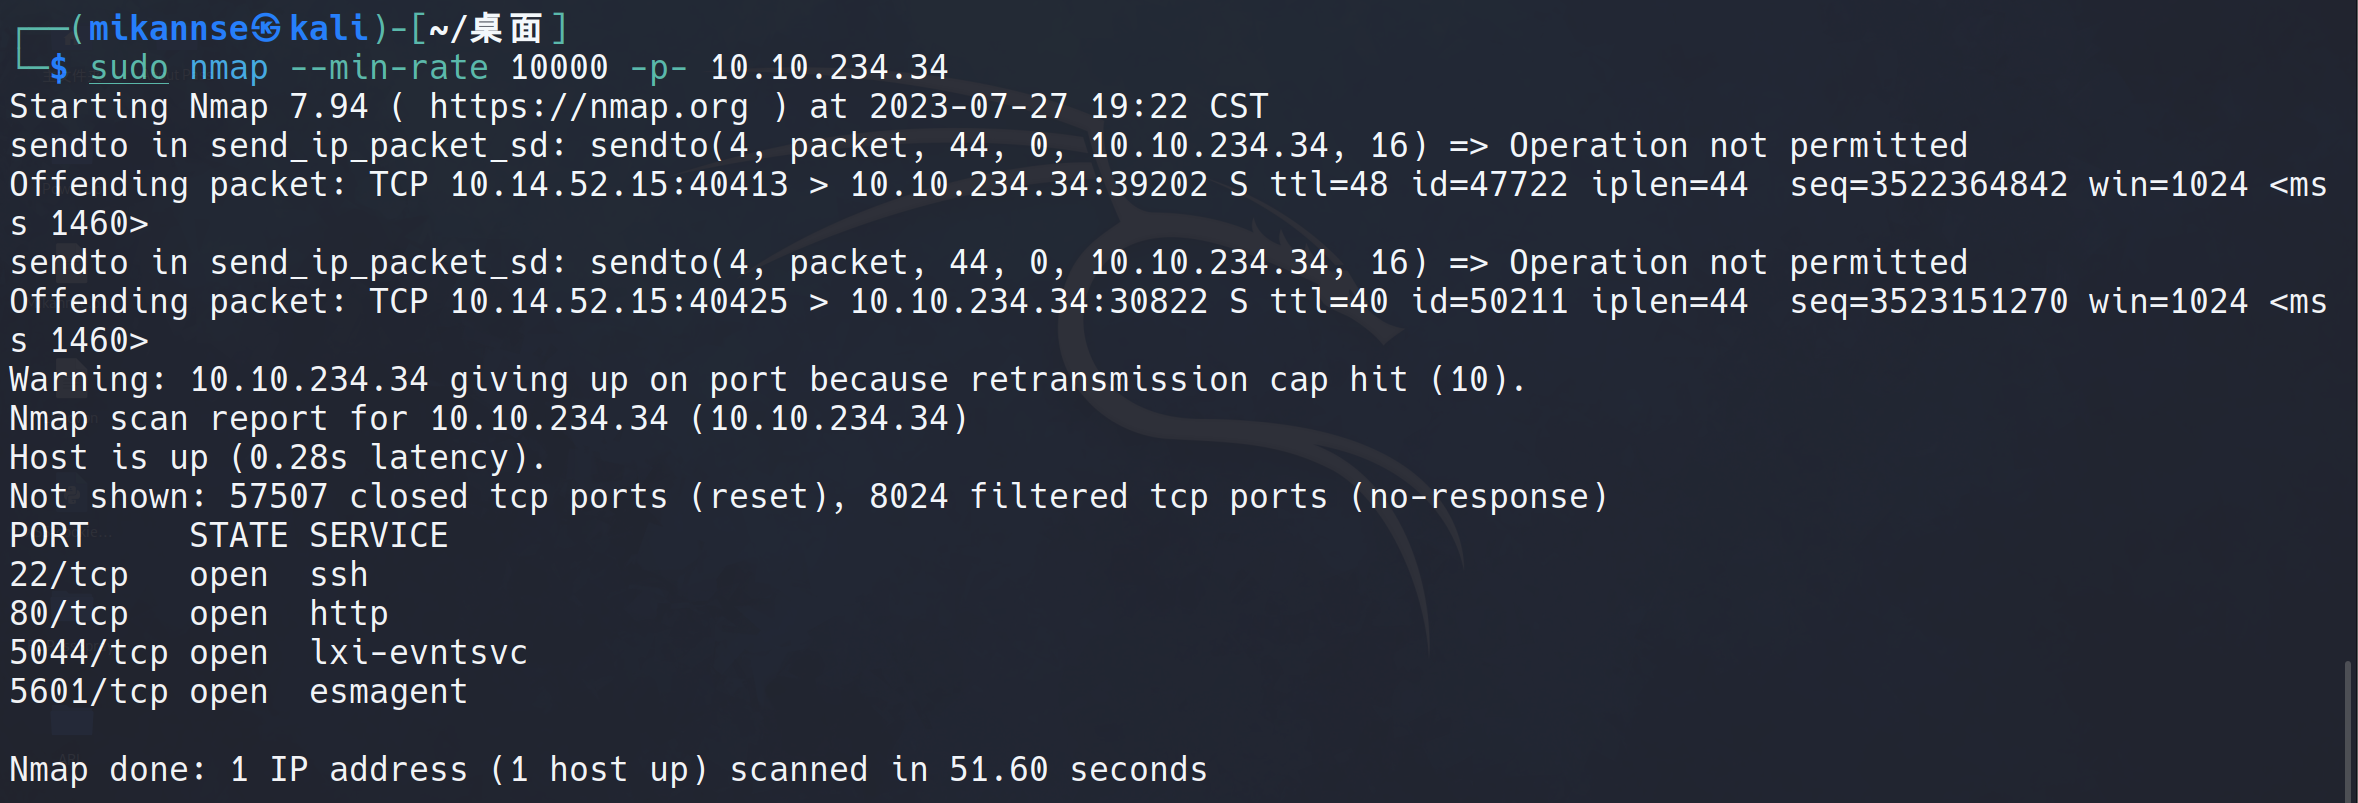 ┌──(mikannse㉿kali)-[~/桌面]
└─$ sudo nmap --min-rate 10000 -p- 10.10.234.34
Starting Nmap 7.94 ( https://nmap.org ) at 2023-07-27 19:22 CST
sendto in send_ip_packet_sd: sendto(4, packet, 44, 0, 10.10.234.34, 16) => Operation not permitted
Offending packet: TCP 10.14.52.15:40413 > 10.10.234.34:39202 S ttl=48 id=47722 iplen=44  seq=3522364842 win=1024 <ms
s 1460>
sendto in send_ip_packet_sd: sendto(4, packet, 44, 0, 10.10.234.34, 16) => Operation not permitted
Offending packet: TCP 10.14.52.15:40425 > 10.10.234.34:30822 S ttl=40 id=50211 iplen=44  seq=3523151270 win=1024 <ms
s 1460>
Warning: 10.10.234.34 giving up on port because retransmission cap hit (10).
Nmap scan report for 10.10.234.34 (10.10.234.34)
Host is up (0.28s latency).
Not shown: 57507 closed tcp ports (reset), 8024 filtered tcp ports (no-response)
PORT     STATE SERVICE
22/tcp   open  ssh
80/tcp   open  http
5044/tcp open  lxi-evntsvc
5601/tcp open  esmagent
Nmap done: 1 IP address (1 host up) scanned in 51.60 seconds